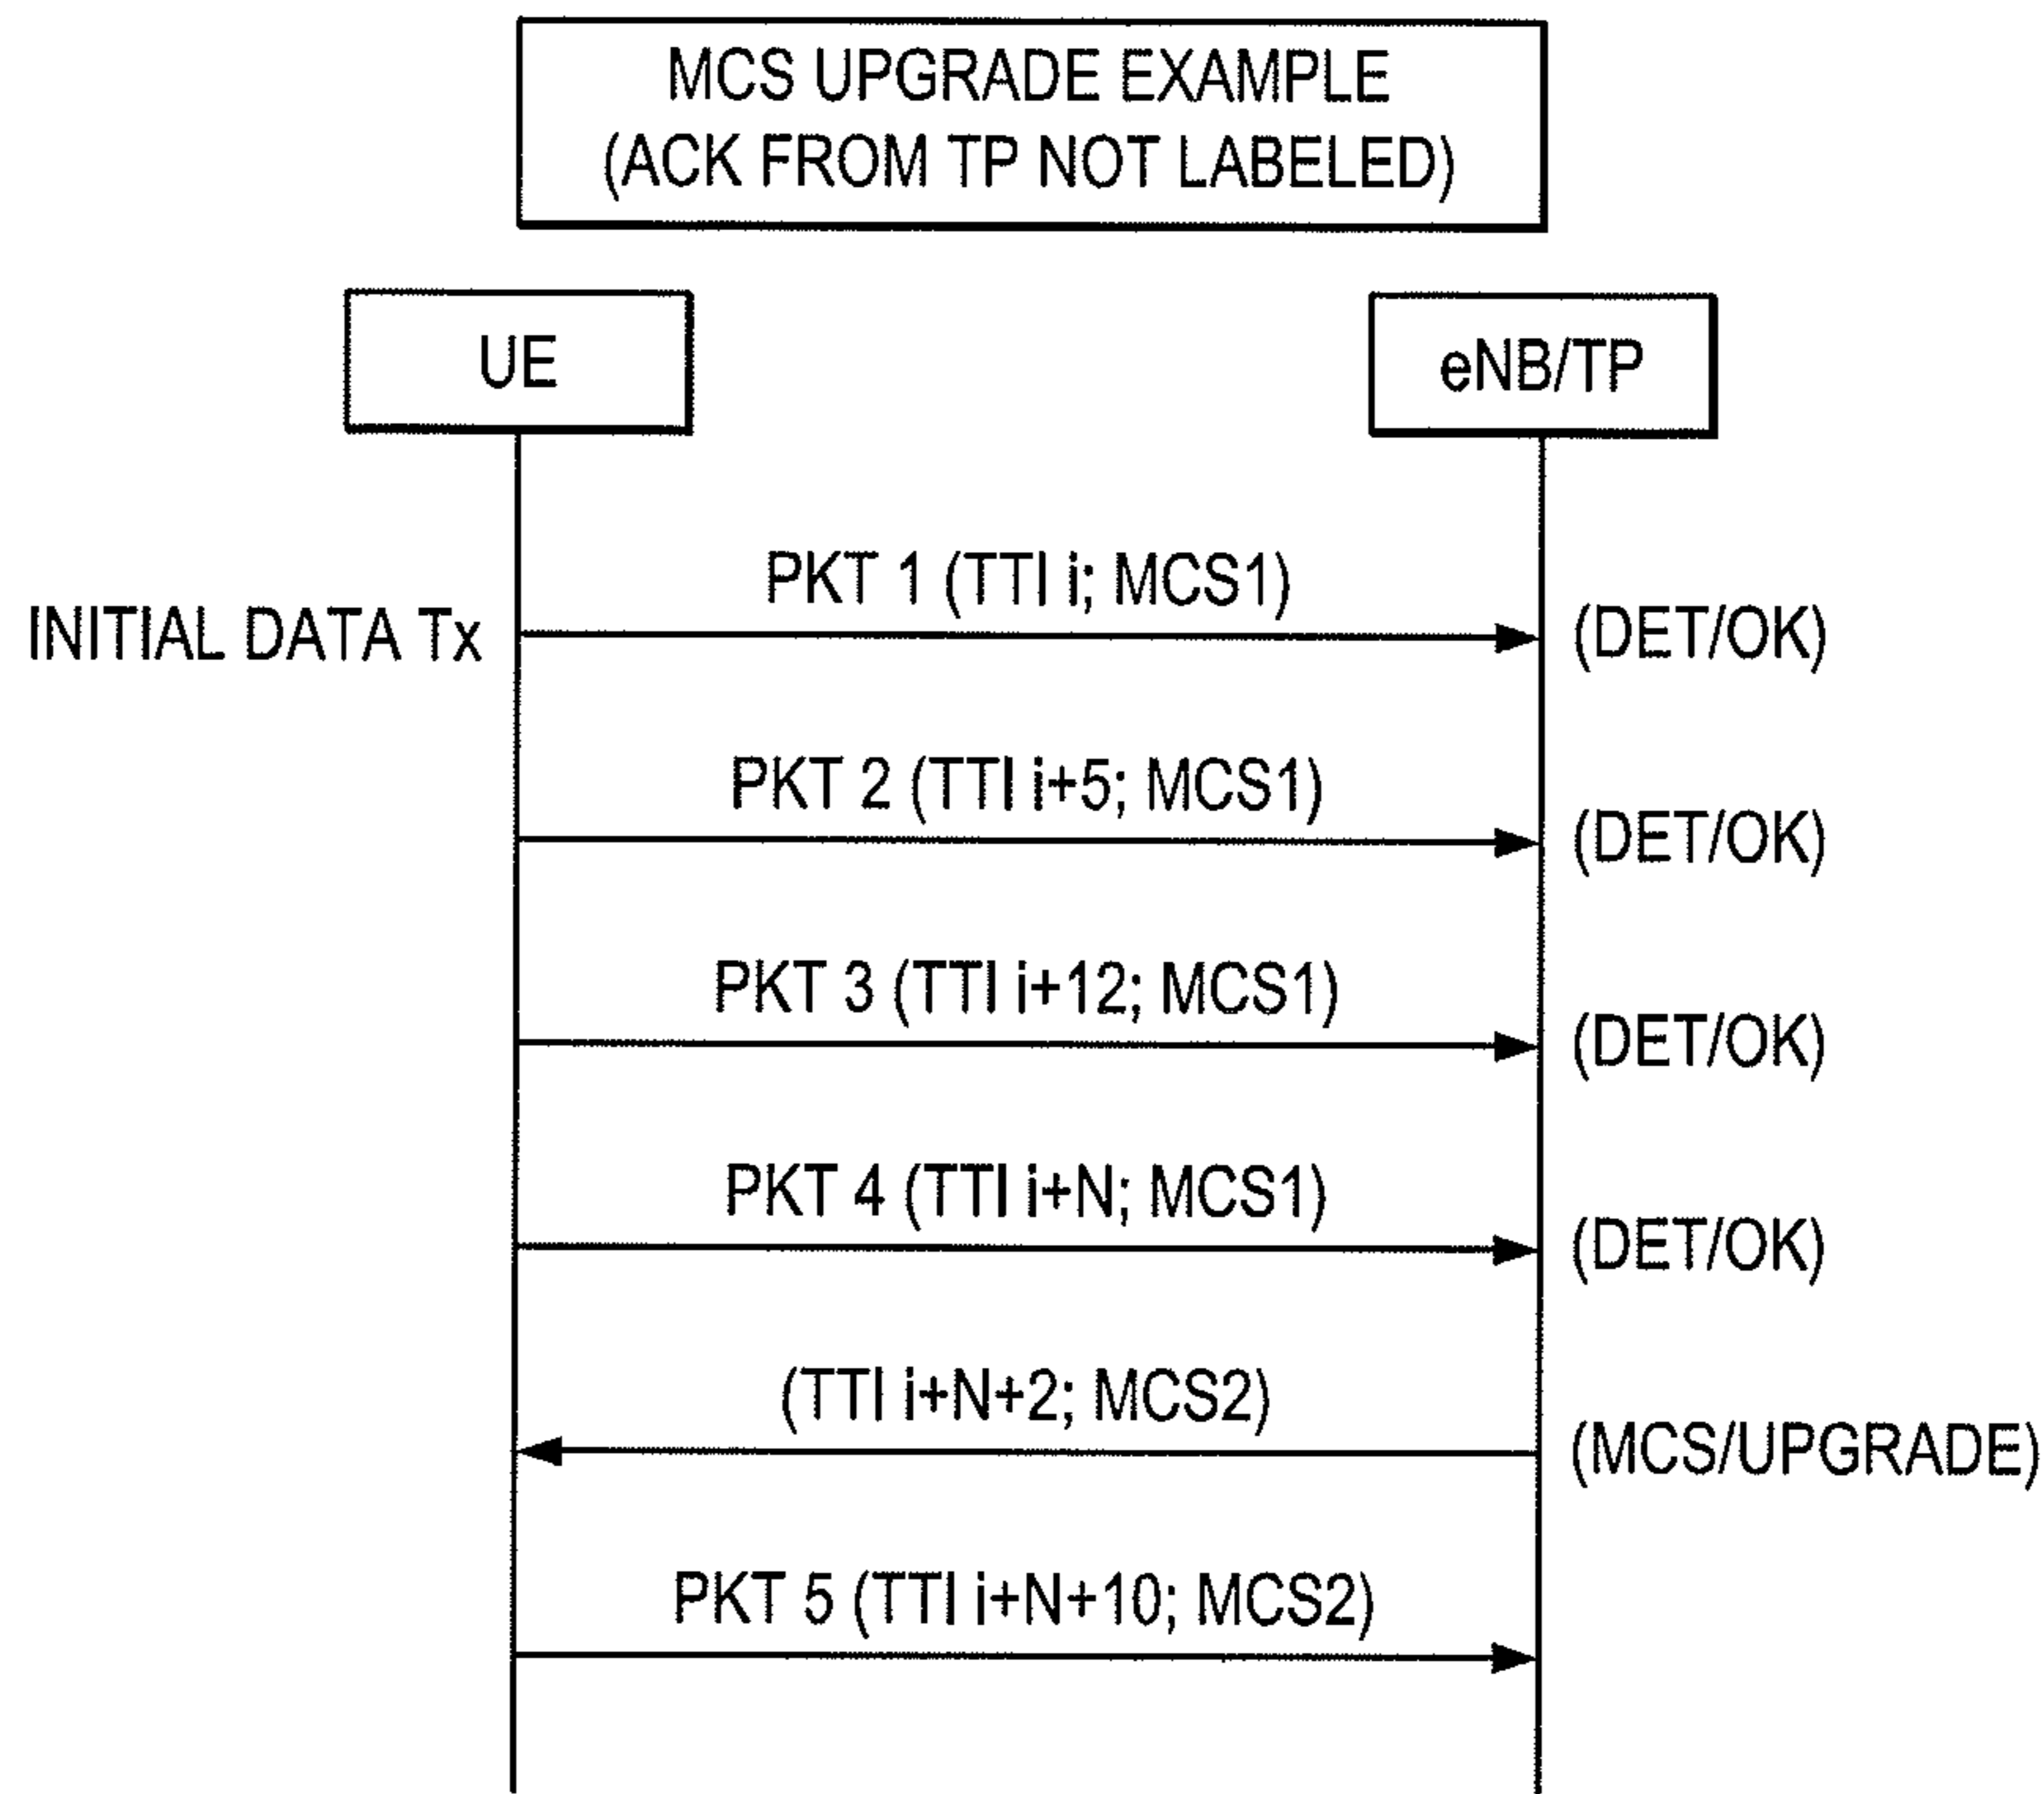 MCS UPGRADE EXAMPLE
(ACK FROM TP NOT LABELED)
UE
eNB/TP
PKT 1 (TTI i; MCS1)
INITIAL DATA Tx
(DET/OK)
PKT 2 (TTI i+5; MCS1)
(DET/OK)
PKT 3 (TTI i+12; MCS1)
(DET/OK)
PKT 4 (TTI i+N; MCS1)
(DET/OK)
(TTI i+N+2; MCS2)
(MCS/UPGRADE)
PKT 5 (TTI i+N+10; MCS2)